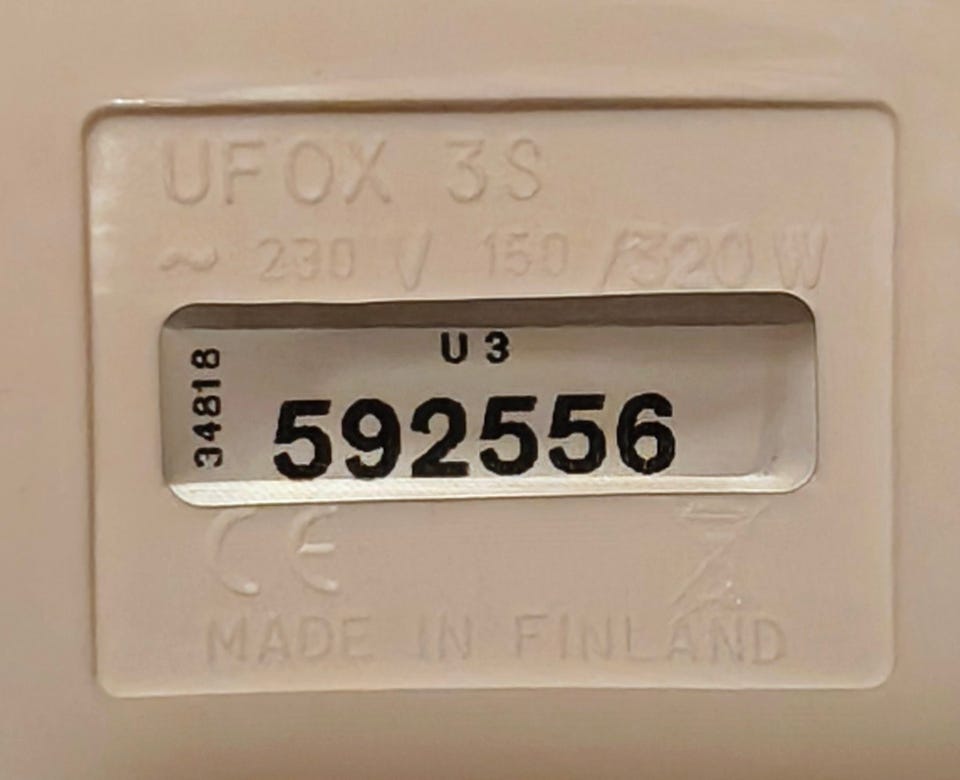 UFOX 3S
~ 230 V 150 /320 W
U 3
34818
592556
CE
MADE IN FINLAND